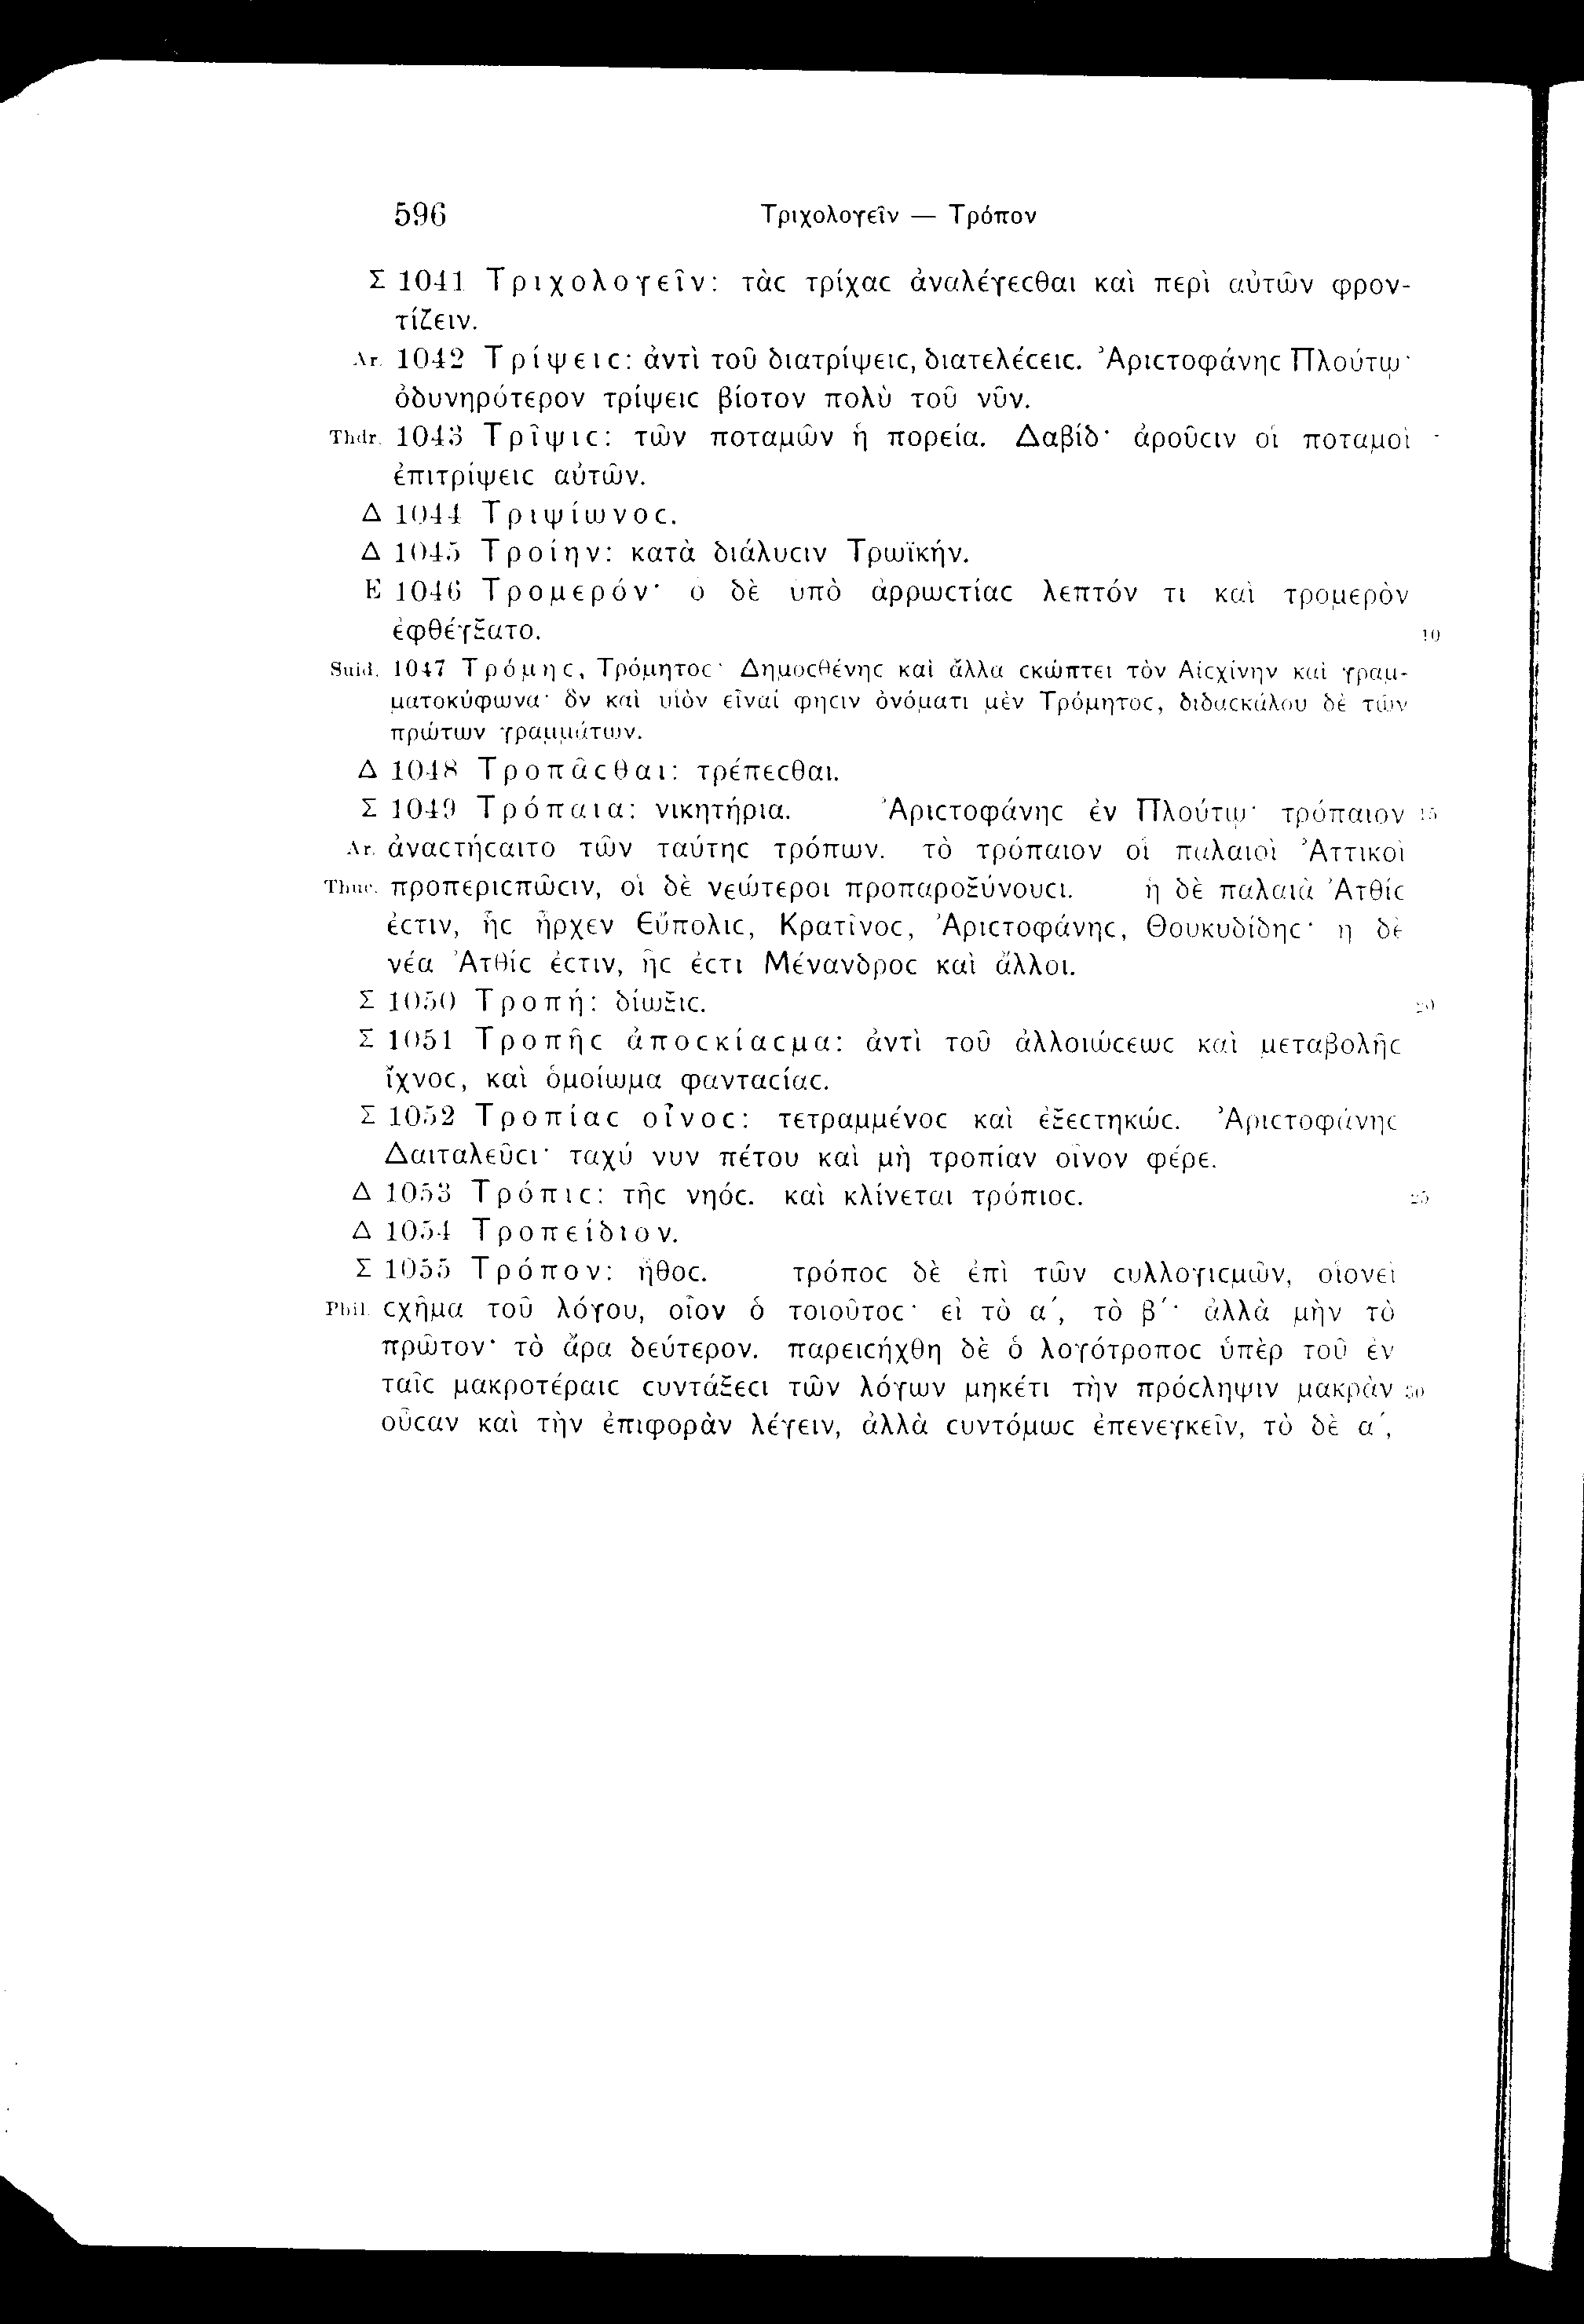 596 Τριχολογεῖν — Τρόπον
Σ 1041 Τριχολογεῖν: τὰς τρίχας ἀναλέγεϲθαι καὶ περὶ αὐτῶν φρον-
τίζειν.
Ar. 1042 Τρίψειϲ: ἀντὶ τοῦ διατρίψειϲ, διατελέϲειϲ. Ἀριϲτοφάνηϲ Πλούτῳ·
ὀδυνηρότερον τρίψειϲ βίοτον πολὺ τοῦ νῦν.
Thdr. 1043 Τρῖψιϲ: τῶν ποταμῶν ἡ πορεία. Δαβίδ· ἀροῦϲιν οἱ ποταμοὶ
ἐπιτρίψειϲ αὐτῶν.
Δ 1044 Τριψίωνοϲ.
Δ 1045 Τροίην: κατὰ διάλυϲιν Τρωϊκήν.
Ε 1046 Τρομερόν· ὁ δὲ ὑπὸ ἀρρωϲτίαϲ λεπτόν τι καὶ τρομερὸν
ἐφθέγξατο. 10
Suid. 1047 Τρόμηϲ, Τρόμητοϲ· Δημοϲθένηϲ καὶ ἄλλα ϲκώπτει τὸν Αἰϲχίνην καὶ γραμ-
ματοκύφωνα· ὃν καὶ υἱὸν εἶναί φηϲιν ὀνόματι μὲν Τρόμητοϲ, διδαϲκάλου δὲ τῶν
πρώτων γραμμάτων.
Δ 1048 Τροπᾶϲθαι: τρέπεϲθαι.
Σ 1049 Τρόπαια: νικητήρια. Ἀριϲτοφάνηϲ ἐν Πλούτῳ· τρόπαιον 15
Ar. ἀναϲτήϲαιτο τῶν ταύτηϲ τρόπων. τὸ τρόπαιον οἱ παλαιοὶ Ἀττικοὶ
Thuc. προπεριϲπῶϲιν, οἱ δὲ νεώτεροι προπαροξύνουϲι. ἡ δὲ παλαιὰ Ἀτθίϲ
ἐϲτιν, ἧϲ ἦρχεν Εὔπολιϲ, Κρατῖνοϲ, Ἀριϲτοφάνηϲ, Θουκυδίδηϲ· ἡ δὲ
νέα Ἀτθίϲ ἐϲτιν, ἧϲ ἐϲτι Μένανδροϲ καὶ ἄλλοι.
Σ 1050 Τροπή: δίωξιϲ. 20
Σ 1051 Τροπῆϲ ἀποϲκίαϲμα: ἀντὶ τοῦ ἀλλοιώϲεωϲ καὶ μεταβολῆϲ
ἴχνοϲ, καὶ ὁμοίωμα φανταϲίαϲ.
Σ 1052 Τροπίαϲ οἶνοϲ: τετραμμένοϲ καὶ ἐξεϲτηκώϲ. Ἀριϲτοφάνηϲ
Δαιταλεῦϲι· ταχύ νυν πέτου καὶ μὴ τροπίαν οἶνον φέρε.
Δ 1053 Τρόπιϲ: τῆϲ νηόϲ. καὶ κλίνεται τρόπιοϲ. 25
Δ 1054 Τροπείδιον.
Σ 1055 Τρόπον: ἦθοϲ. τρόποϲ δὲ ἐπὶ τῶν ϲυλλογιϲμῶν, οἱονεὶ
Phil. ϲχῆμα τοῦ λόγου, οἷον ὁ τοιοῦτοϲ· εἰ τὸ α΄, τὸ β΄· ἀλλὰ μὴν τὸ
πρῶτον· τὸ ἄρα δεύτερον. παρειϲήχθη δὲ ὁ λογότροποϲ ὑπὲρ τοῦ ἐν
ταῖϲ μακροτέραιϲ ϲυντάξεϲι τῶν λόγων μηκέτι τὴν πρόϲληψιν μακρὰν 30
οὖϲαν καὶ τὴν ἐπιφορὰν λέγειν, ἀλλὰ ϲυντόμωϲ ἐπενεγκεῖν, τὸ δὲ α΄,